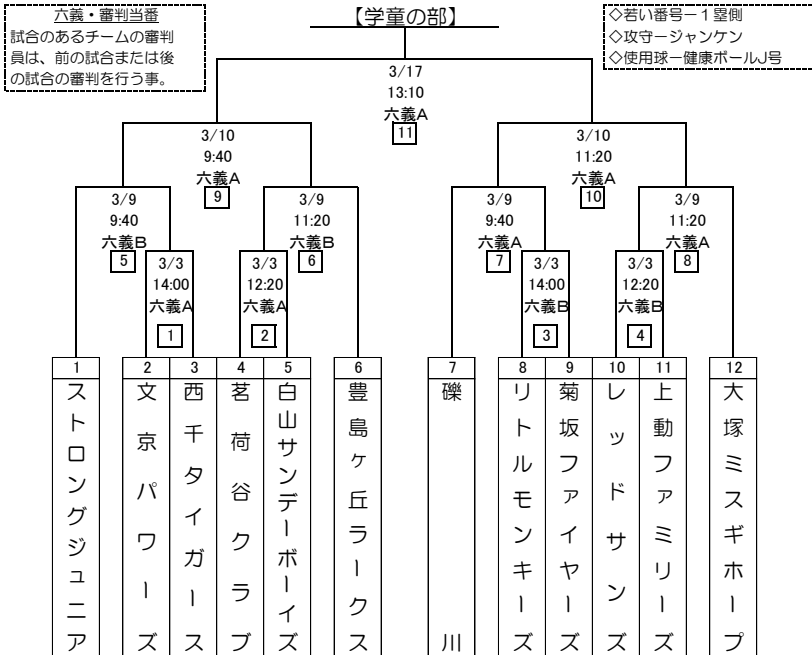 六義・審判当番
試合のあるチームの審判
員は、前の試合または後
の試合の審判を行う事。
【学童の部】
◇若い番号－1塁側
◇攻守－ジャンケン
◇使用球－健康ボールJ号
3/17
13:10
六義A
11
3/10
9:40
六義A
9
3/10
11:20
六義A
10
3/9
9:40
六義B
5
3/9
11:20
六義B
6
3/9
9:40
六義A
7
3/9
11:20
六義A
8
3/3
14:00
六義A
1
3/3
12:20
六義A
2
3/3
14:00
六義B
3
3/3
12:20
六義B
4
1
ストロングジュニア
2
文京パワーズ
3
西千タイガース
4
茗荷谷クラブ
5
白山サンデーボーイズ
6
豊島ヶ丘ラークス
7
礫川
8
リトルモンキーズ
9
菊坂ファイヤーズ
10
レッドサンズ
11
上動ファミリーズ
12
大塚ミスギホープ